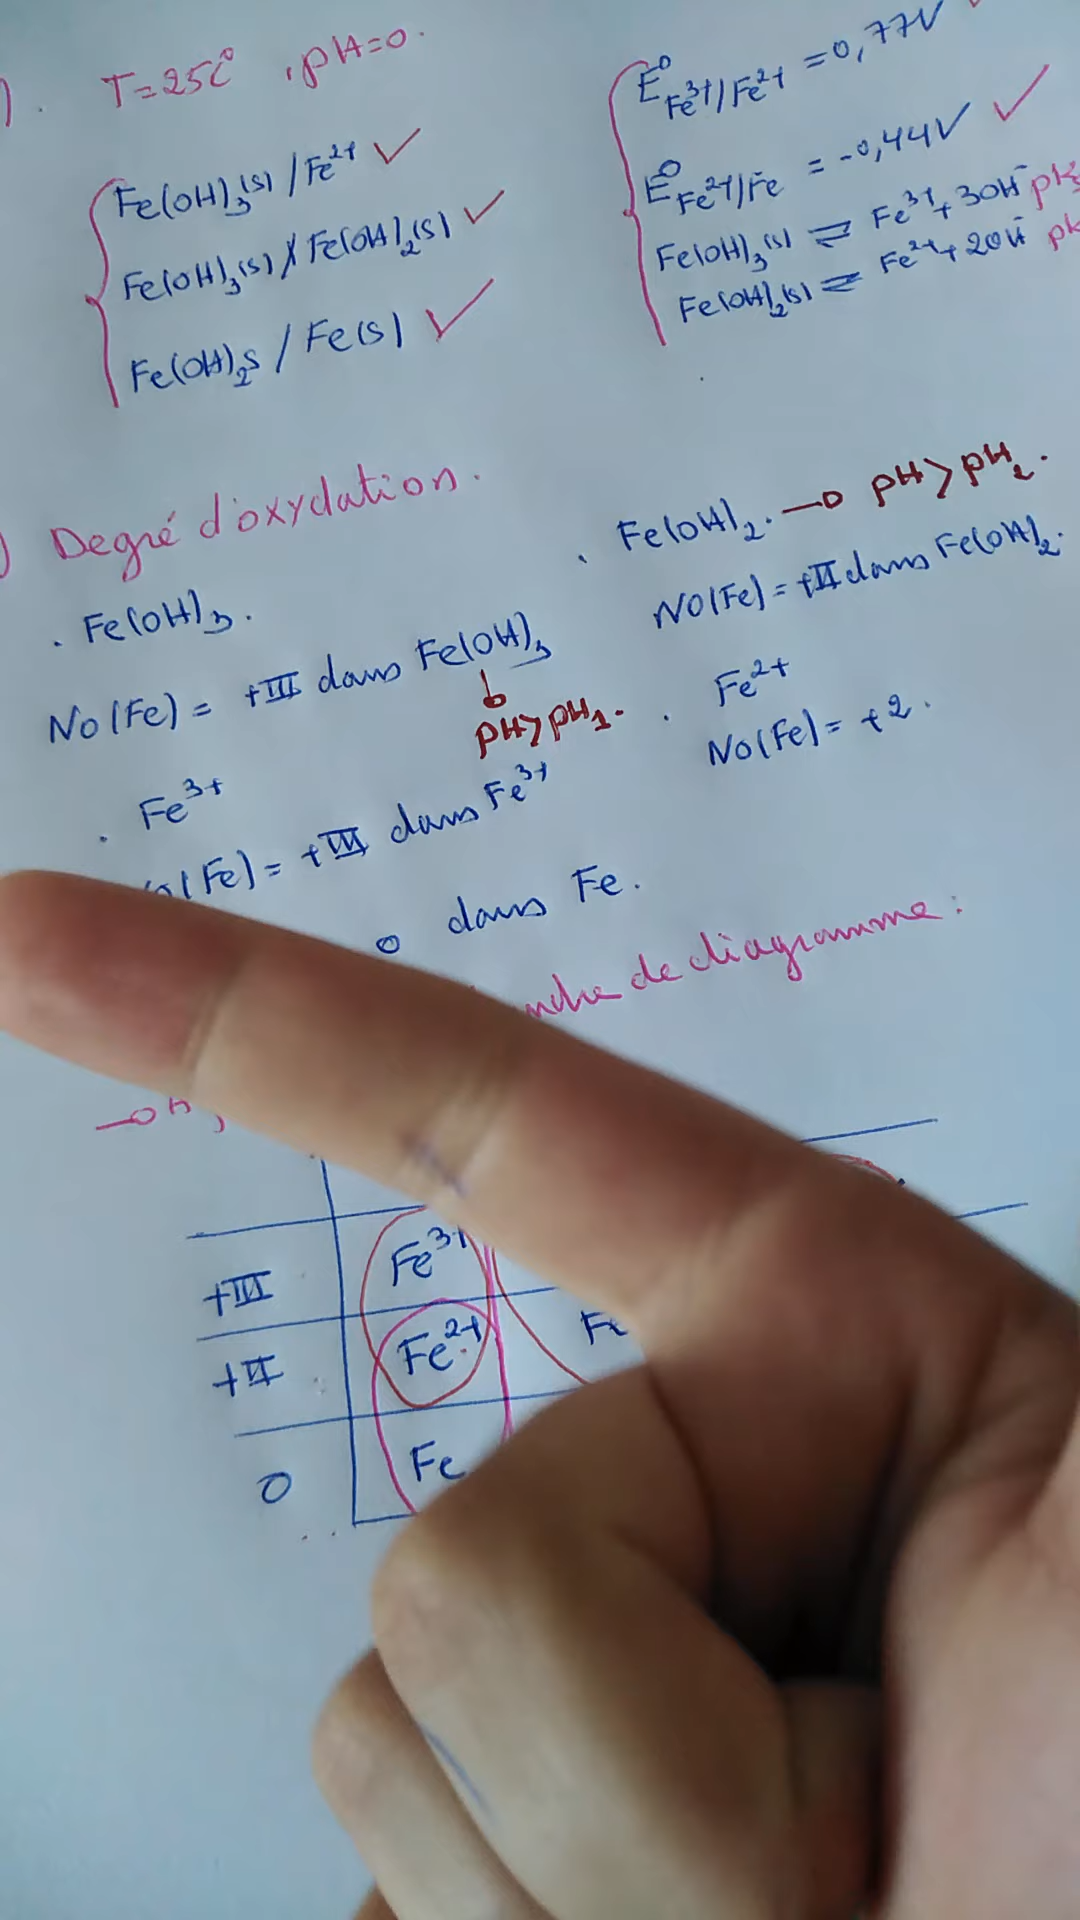 ). T=25C° , pH=0.
Fe(OH)3(s) / Fe2+ ✓
Fe(OH)3(s) / Fe(OH)2(s) ✓
Fe(OH)2s / Fe(s) ✓
E° Fe3+/Fe2+ = 0,77V
E° Fe2+/Fe = -0,44V ✓
Fe(OH)3(s) ⇌ Fe3+ + 3OH-
Fe(OH)2(s) ⇌ Fe2+ + 2OH-
) Degré d'oxydation.
. Fe(OH)3.
No(Fe) = +III dans Fe(OH)3
pH>pH1.
. Fe3+
(Fe) = +III dans Fe3+
0 dans Fe.
. Fe(OH)2. → pH>pH2.
NO(Fe) = +II dans Fe(OH)2.
. Fe2+
No(Fe) = +2.
de diagramme :
+III Fe3+
+II Fe2+
0 Fe